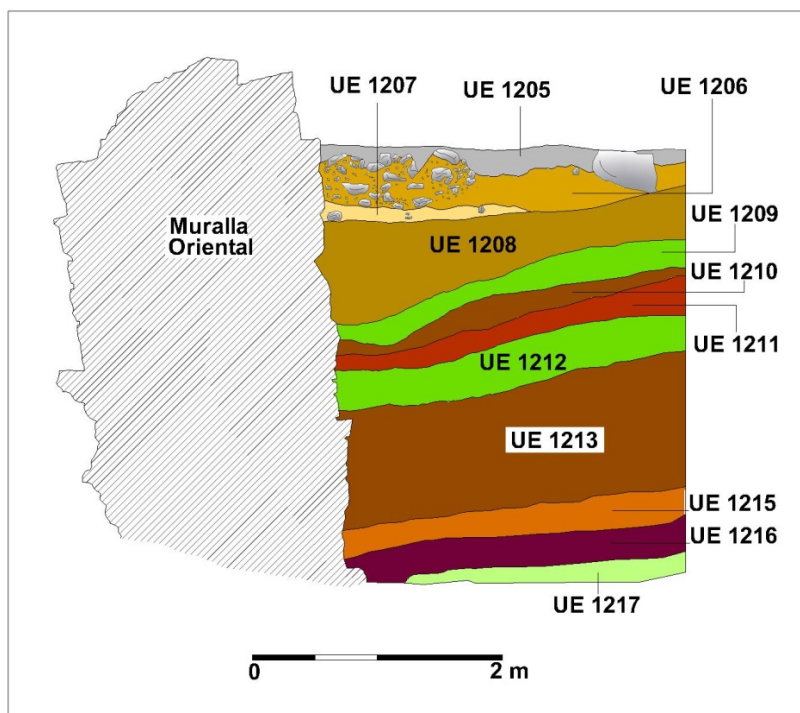 UE 1207
UE 1205
UE 1206
Muralla
Oriental
UE 1208
UE 1209
UE 1210
UE 1211
UE 1212
UE 1213
UE 1215
UE 1216
UE 1217
0
2 m